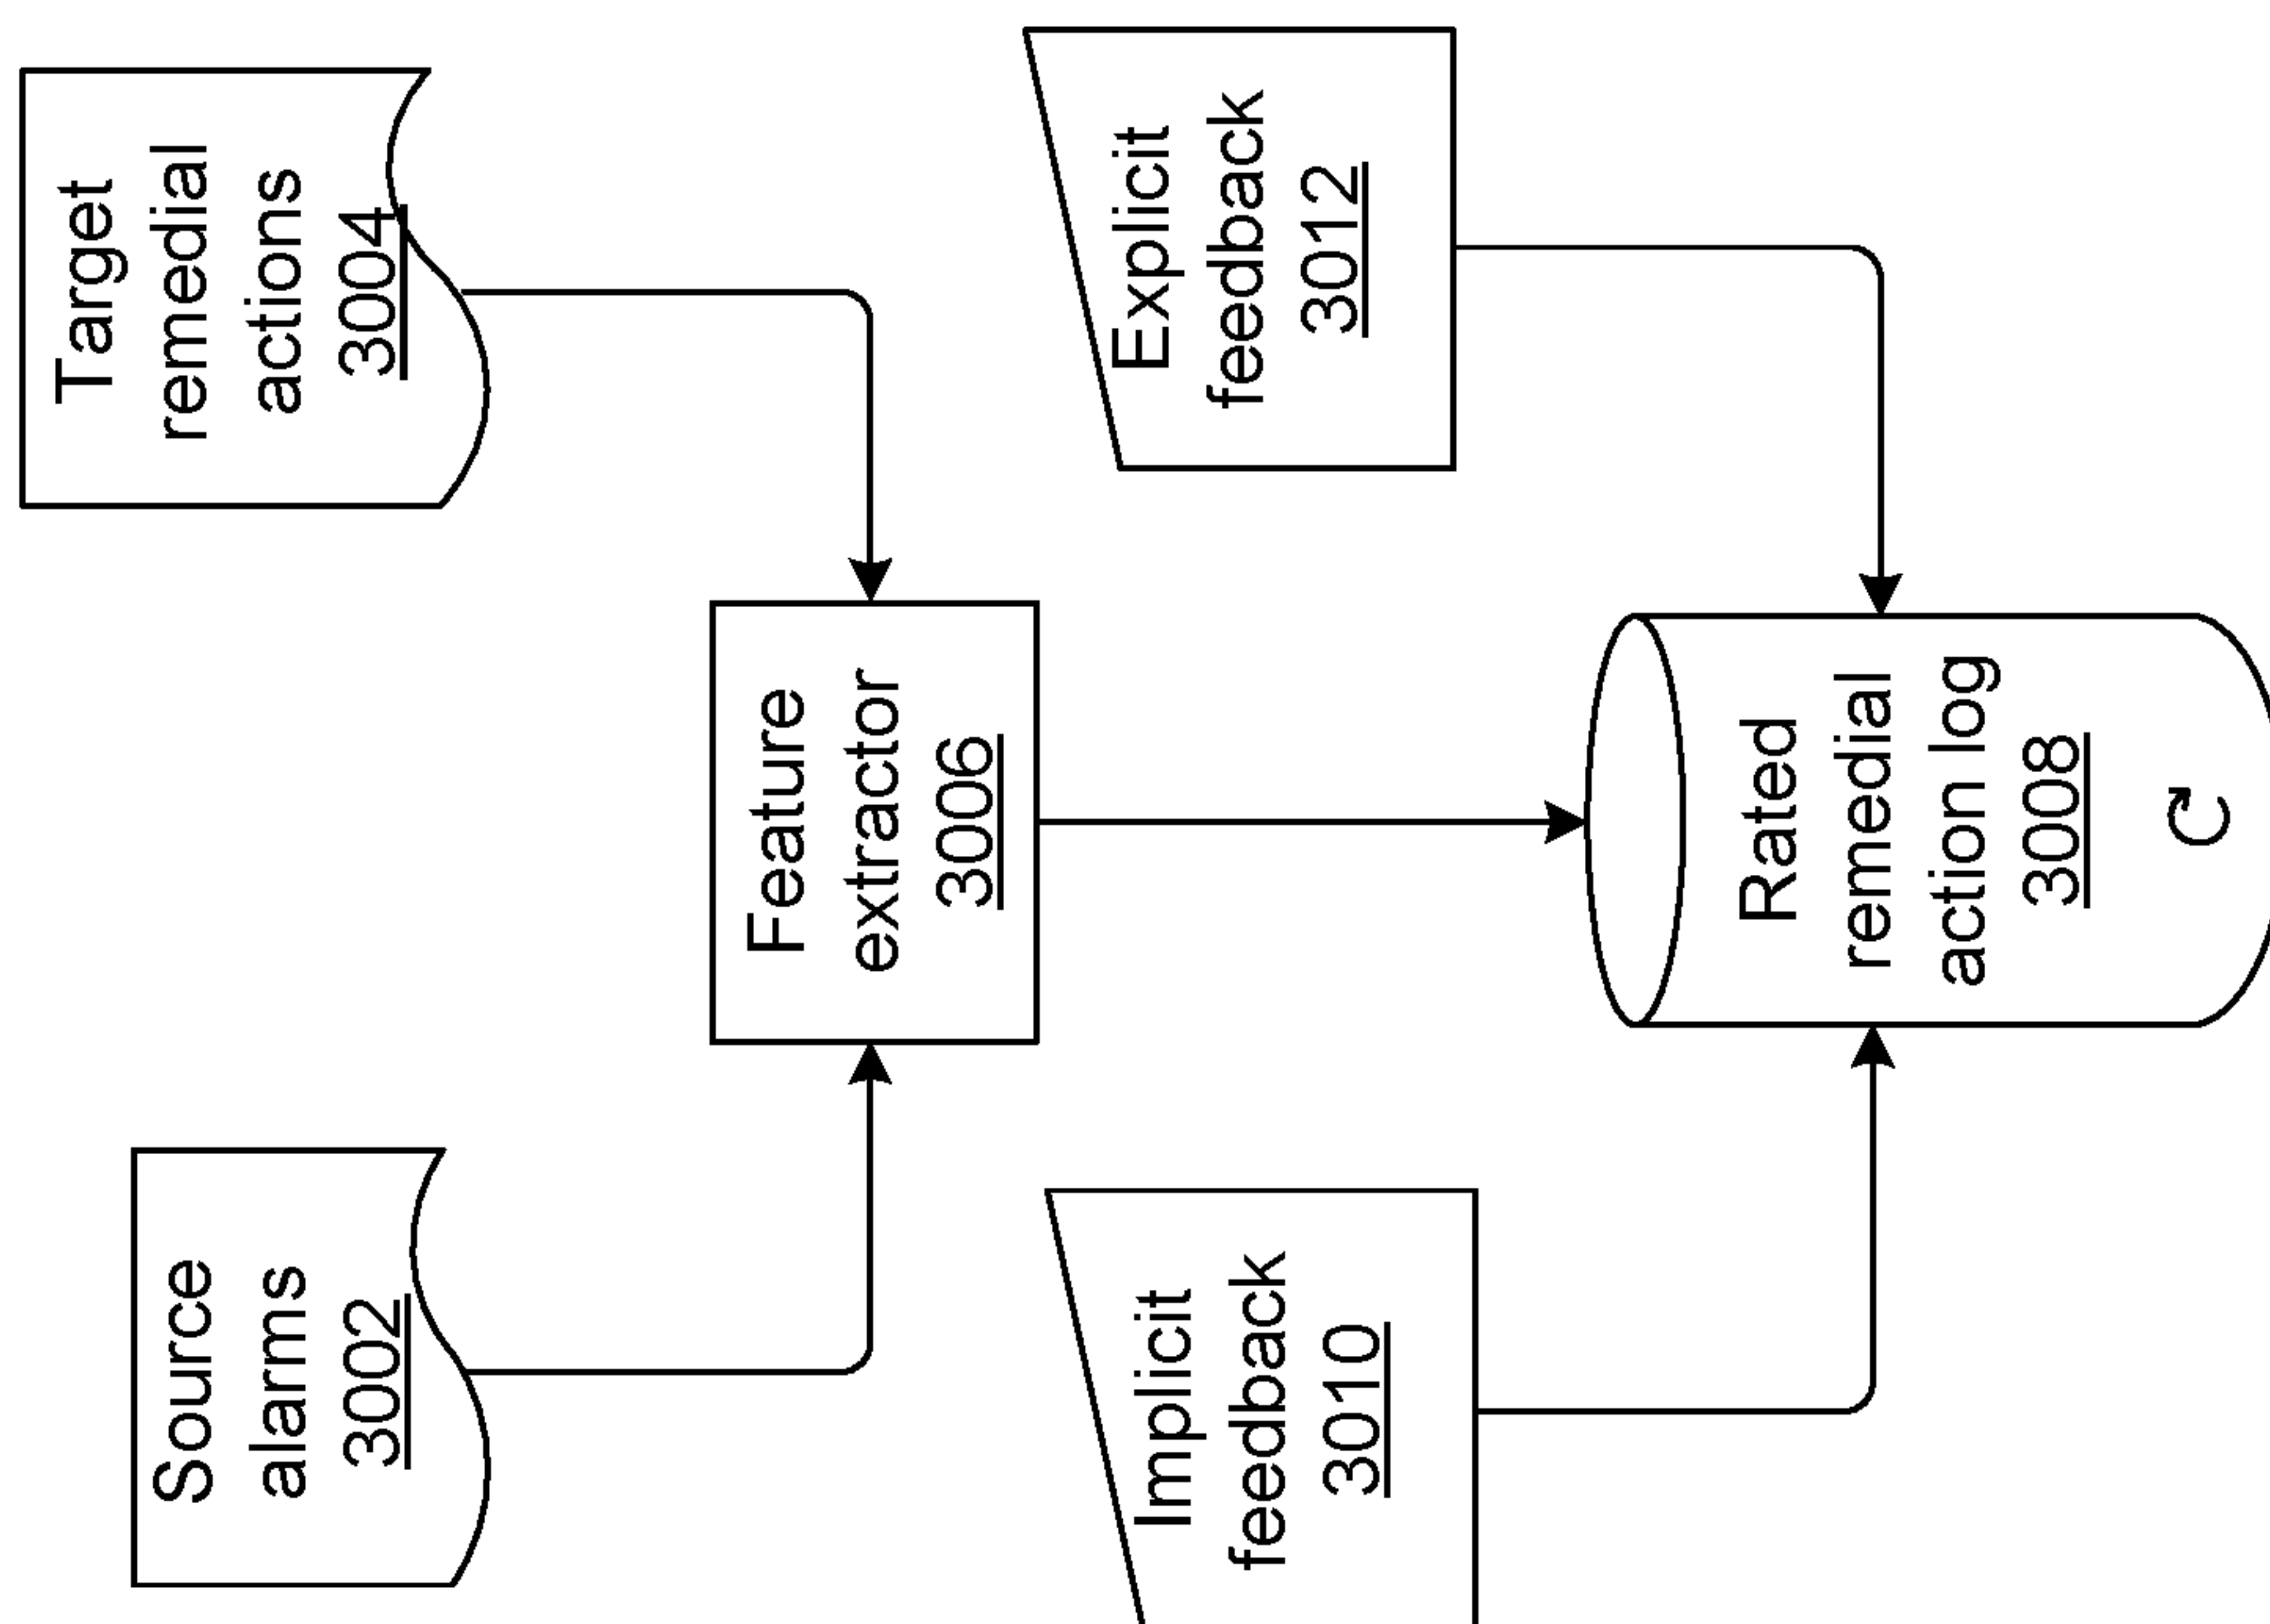 Source
alarms
3002
Target
remedial
actions
3004
Feature
extractor
3006
Implicit
feedback
3010
Explicit
feedback
3012
Rated
remedial
action log
3008
C